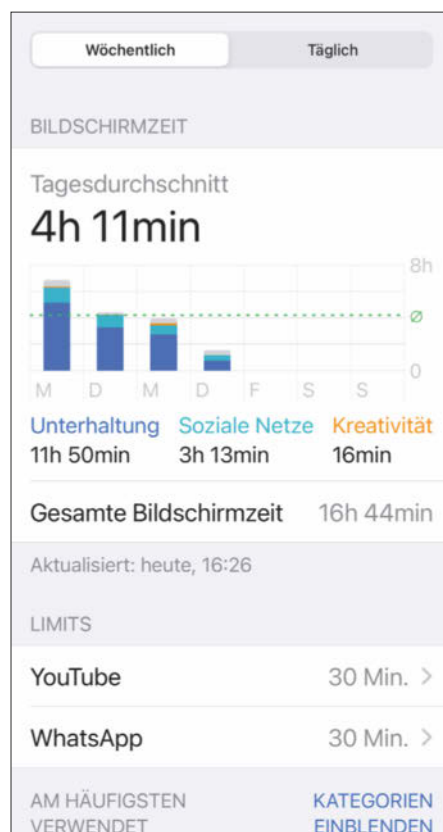 Wöchentlich Täglich
BILDSCHIRMZEIT
Tagesdurchschnitt
4h 11min
8h
Ø
0
M D M D F S S
Unterhaltung Soziale Netze Kreativität
11h 50min 3h 13min 16min
Gesamte Bildschirmzeit 16h 44min
Aktualisiert: heute, 16:26
LIMITS
YouTube 30 Min. >
WhatsApp 30 Min. >
AM HÄUFIGSTEN KATEGORIEN
VERWENDET EINBLENDEN